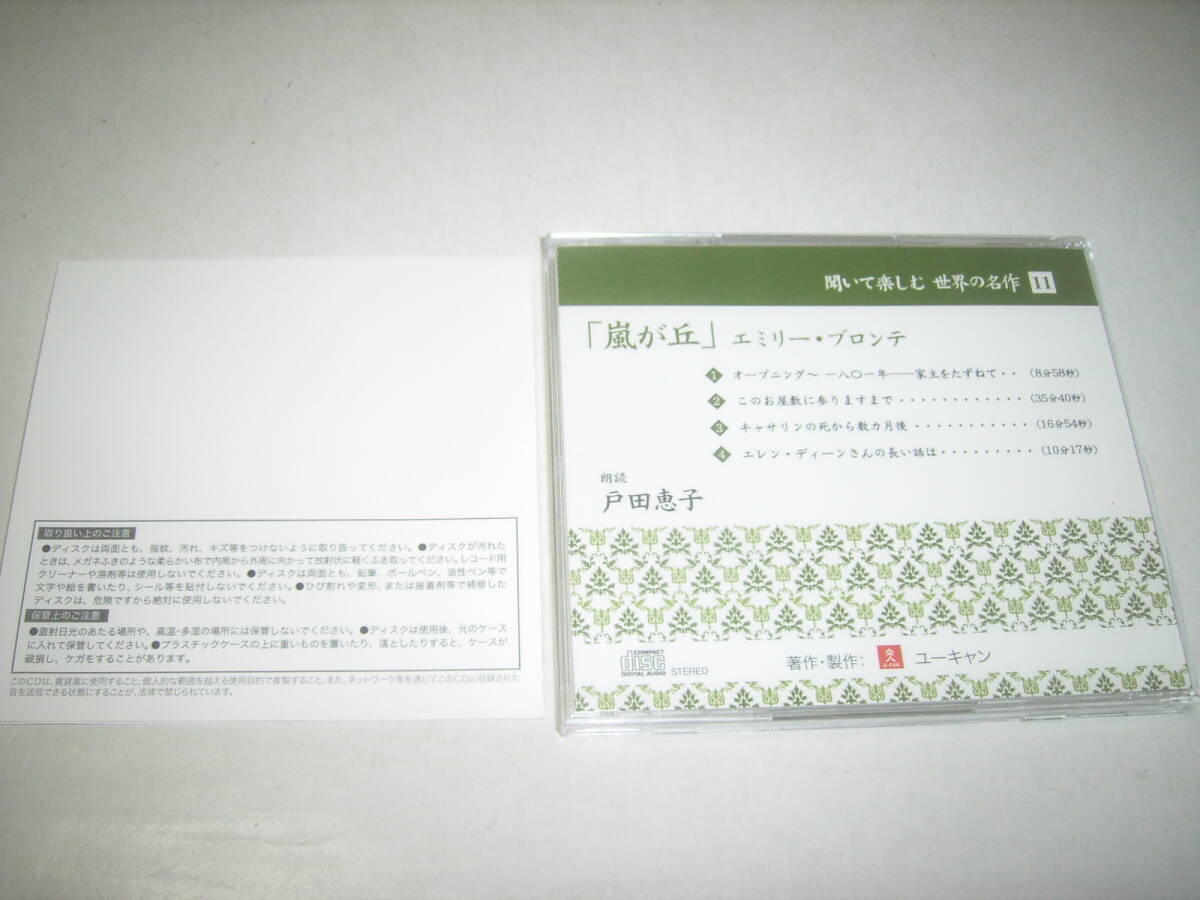 取り扱い上のご注意
●ディスクは両面とも、指紋、汚れ、キズ等をつけないように取り扱ってください。●ディスクが汚れた
ときは、メガネふきのような柔らかい布で内周から外周に向かって放射状に軽くふき取ってください。レコード用
クリーナーや溶剤等は使用しないでください。●ディスクは両面とも、鉛筆、ボールペン、油性ペン等で
文字や絵を書いたり、シール等を貼付しないでください。●ひび割れや変形、または接着剤等で補修した
ディスクは、危険ですから絶対に使用しないでください。
保管上のご注意
●直射日光のあたる場所や、高温・多湿の場所には保管しないでください。●ディスクは使用後、元のケース
に入れて保管してください。●プラスチックケースの上に重いものを置いたり、落としたりすると、ケースが
破損し、ケガをすることがあります。
このCDは、賃貸業に使用すること、個人的な範囲を超える使用目的で複製すること、また、ネットワーク等を通じてこのCDに収録された
音を送信できる状態にすることが、法律で禁じられています。
聞いて楽しむ 世界の名作 11
「嵐が丘」 エミリー・ブロンテ
1 オープニング〜 一八〇一年――家主をたずねて・・(8分58秒)
2 このお屋敷に参りますまで・・・・・・・・・・・・(35分40秒)
3 キャサリンの死から数カ月後・・・・・・・・・・・(16分54秒)
4 エレン・ディーンさんの長い話は・・・・・・・・・(10分17秒)
朗読
戸田恵子
COMPACT
disc
DIGITAL AUDIO
STEREO
著作・製作: U-CAN ユーキャン